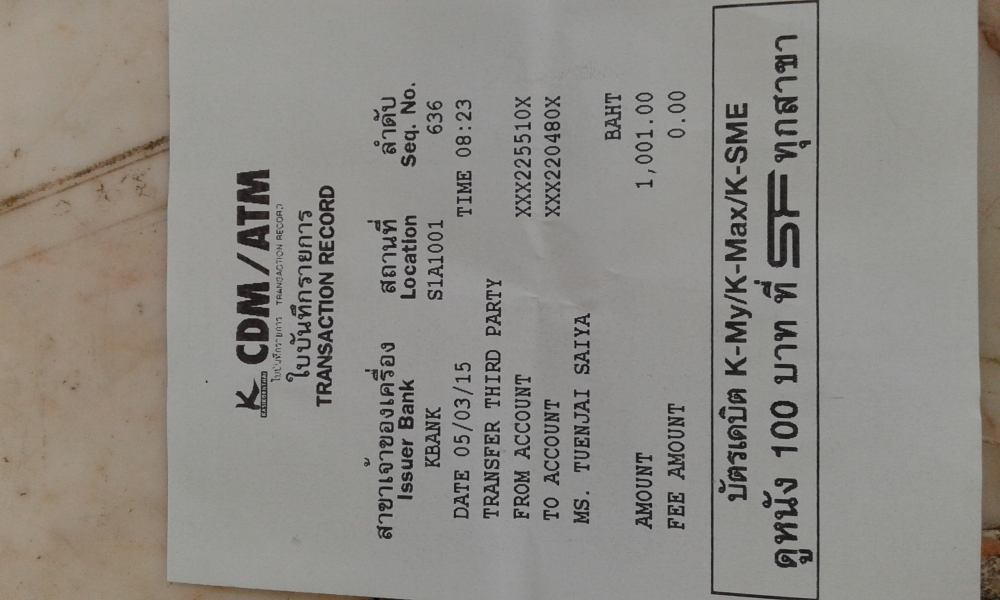 K CDM/ATM
KASIKORNBANK
ใบบันทึกรายการ TRANSACTION RECORD
ใบบันทึกรายการ
TRANSACTION RECORD
สาขาเจ้าของเครื่อง สถานที่ ลำดับ
Issuer Bank Location Seq. No.
KBANK S1A1001 636
DATE 05/03/15 TIME 08:23
TRANSFER THIRD PARTY
FROM ACCOUNT XXX225510X
TO ACCOUNT XXX220480X
MS. TUENJAI SAIYA
BAHT
AMOUNT 1,001.00
FEE AMOUNT 0.00
บัตรเดบิต K-My/K-Max/K-SME
ดูหนัง 100 บาท ที่ SF ทุกสาขา